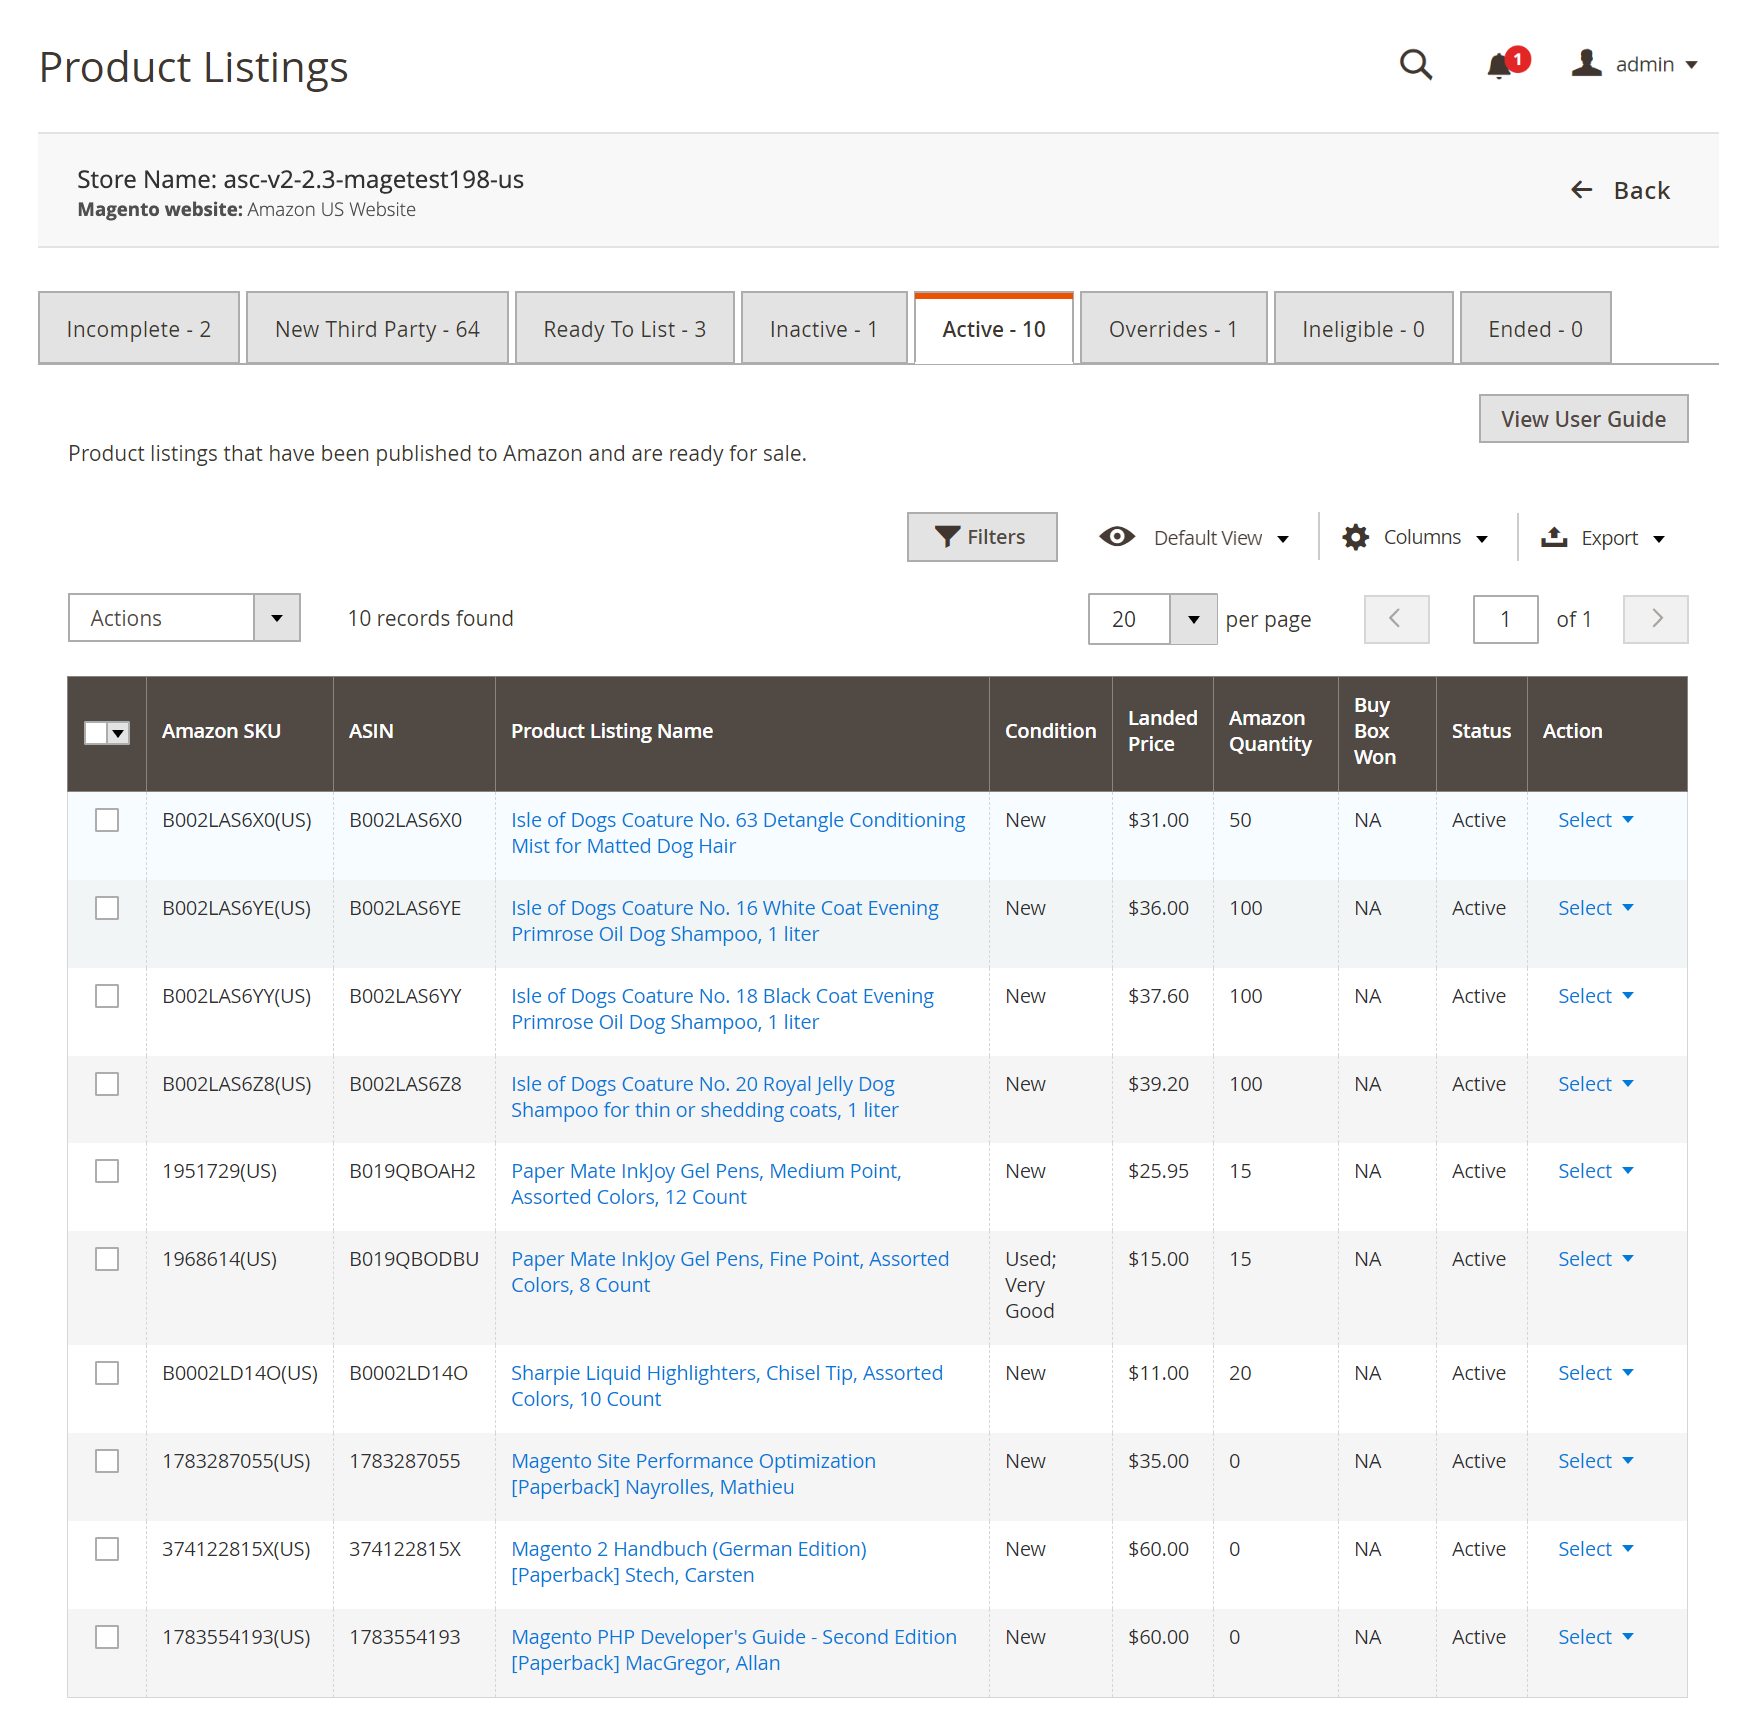 Product Listings
1
admin
Store Name: asc-v2-2.3-magetest198-us
Magento website: Amazon US Website
Back
Incomplete - 2
New Third Party - 64
Ready To List - 3
Inactive - 1
Active - 10
Overrides - 1
Ineligible - 0
Ended - 0
View User Guide
Product listings that have been published to Amazon and are ready for sale.
Filters
Default View
Columns
Export
Actions
10 records found
20
per page
1
of 1
Amazon SKU
ASIN
Product Listing Name
Condition
Landed
Price
Amazon
Quantity
Buy
Box
Won
Status
Action
B002LAS6X0(US)
B002LAS6X0
Isle of Dogs Coature No. 63 Detangle Conditioning
Mist for Matted Dog Hair
New
$31.00
50
NA
Active
Select
B002LAS6YE(US)
B002LAS6YE
Isle of Dogs Coature No. 16 White Coat Evening
Primrose Oil Dog Shampoo, 1 liter
New
$36.00
100
NA
Active
Select
B002LAS6YY(US)
B002LAS6YY
Isle of Dogs Coature No. 18 Black Coat Evening
Primrose Oil Dog Shampoo, 1 liter
New
$37.60
100
NA
Active
Select
B002LAS6Z8(US)
B002LAS6Z8
Isle of Dogs Coature No. 20 Royal Jelly Dog
Shampoo for thin or shedding coats, 1 liter
New
$39.20
100
NA
Active
Select
1951729(US)
B019QBOAH2
Paper Mate InkJoy Gel Pens, Medium Point,
Assorted Colors, 12 Count
New
$25.95
15
NA
Active
Select
1968614(US)
B019QBODBU
Paper Mate InkJoy Gel Pens, Fine Point, Assorted
Colors, 8 Count
Used;
Very
Good
$15.00
15
NA
Active
Select
B0002LD14O(US)
B0002LD14O
Sharpie Liquid Highlighters, Chisel Tip, Assorted
Colors, 10 Count
New
$11.00
20
NA
Active
Select
1783287055(US)
1783287055
Magento Site Performance Optimization
[Paperback] Nayrolles, Mathieu
New
$35.00
0
NA
Active
Select
374122815X(US)
374122815X
Magento 2 Handbuch (German Edition)
[Paperback] Stech, Carsten
New
$60.00
0
NA
Active
Select
1783554193(US)
1783554193
Magento PHP Developer's Guide - Second Edition
[Paperback] MacGregor, Allan
New
$60.00
0
NA
Active
Select